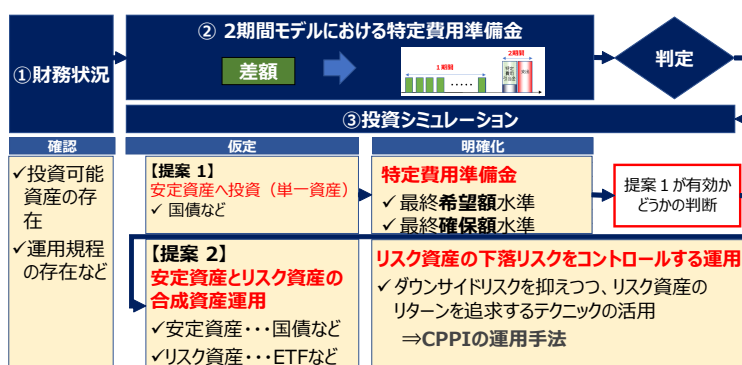 ② 2期間モデルにおける特定費用準備金
①財務状況
差額
1期間
2期間
・・・・・
判定
③投資シミュレーション
確認
仮定
明確化
✓投資可能
資産の存
在
✓運用規程
の存在など
【提案 1】
安定資産へ投資（単一資産）
✓ 国債など
特定費用準備金
✓ 最終希望額水準
✓ 最終確保額水準
提案１が有効か
どうかの判断
【提案 2】
安定資産とリスク資産の
合成資産運用
✓安定資産・・・国債など
✓リスク資産・・・ETFなど
リスク資産の下落リスクをコントロールする運用
✓ ダウンサイドリスクを抑えつつ、リスク資産の
リターンを追求するテクニックの活用
⇒CPPIの運用手法